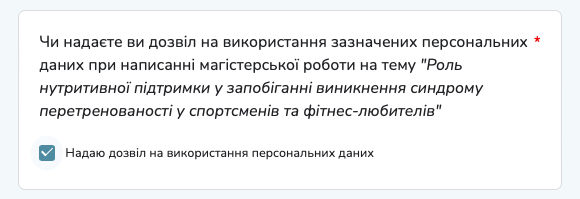 Чи надаєте ви дозвіл на використання зазначених персональних *
даних при написанні магістерської роботи на тему "Роль
нутритивної підтримки у запобіганні виникнення синдрому
перетренованості у спортсменів та фітнес-любителів"
Надаю дозвіл на використання персональних даних